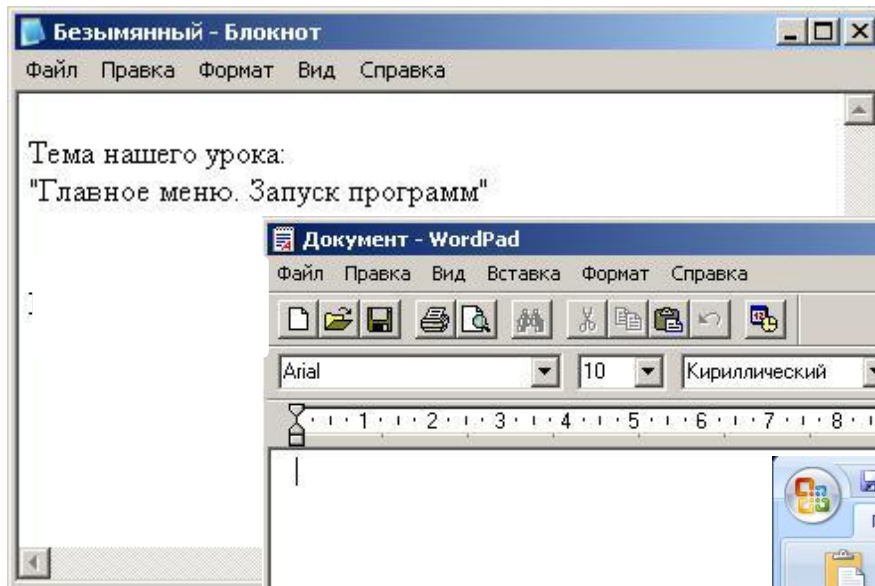 Безымянный - Блокнот
Файл Правка Формат Вид Справка
Тема нашего урока:
"Главное меню. Запуск программ"
Документ - WordPad
Файл Правка Вид Вставка Формат Справка
Arial 10 Кириллический
1 2 3 4 5 6 7 8